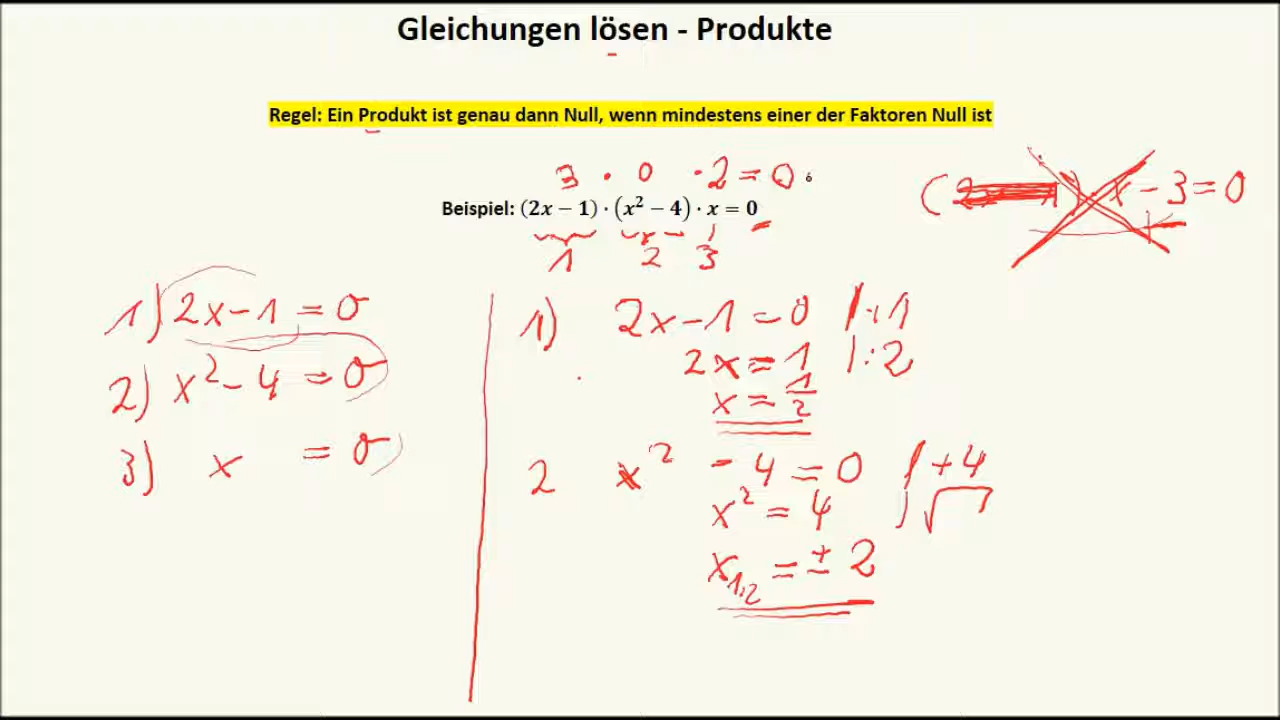 Gleichungen lösen - Produkte
Regel: Ein Produkt ist genau dann Null, wenn mindestens einer der Faktoren Null ist
3 · 0 · 2 = 0
Beispiel: (2x − 1) · (x² − 4) · x = 0
1 2 3
x − 3 = 0
1) 2x − 1 = 0
2) x² − 4 = 0
3) x = 0
1) 2x − 1 = 0 | + 1
2x = 1 | : 2
x = 1/2
2 x² − 4 = 0 | + 4
x² = 4 | √
x1,2 = ± 2